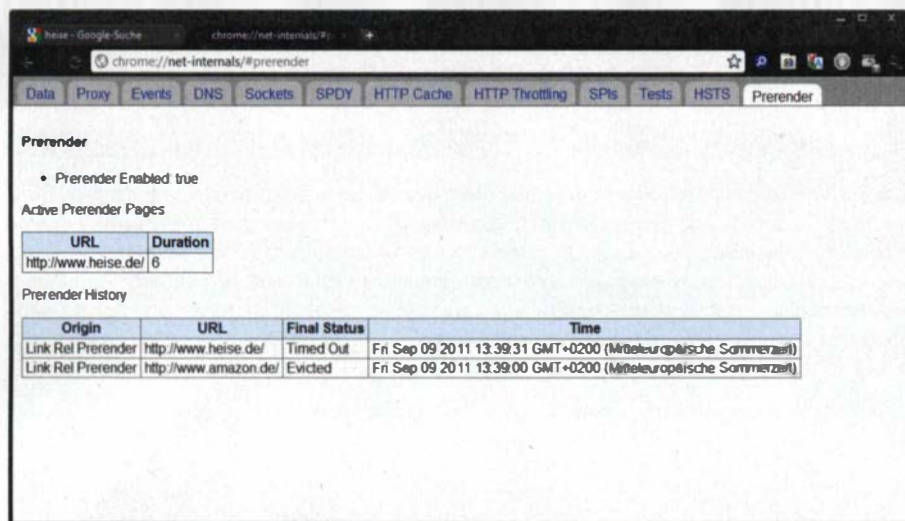 heise - Google-Suche
chrome://net-internals/#p
chrome://net-internals/#prerender
Data Proxy Events DNS Sockets SPDY HTTP Cache HTTP Throttling SPIs Tests HSTS Prerender
Prerender
• Prerender Enabled: true
Active Prerender Pages
URL Duration
http://www.heise.de/ 6
Prerender History
Origin URL Final Status Time
Link Rel Prerender http://www.heise.de/ Timed Out Fri Sep 09 2011 13:39:31 GMT+0200 (Mitteleuropäische Sommerzeit)
Link Rel Prerender http://www.amazon.de/ Evicted Fri Sep 09 2011 13:39:00 GMT+0200 (Mitteleuropäische Sommerzeit)